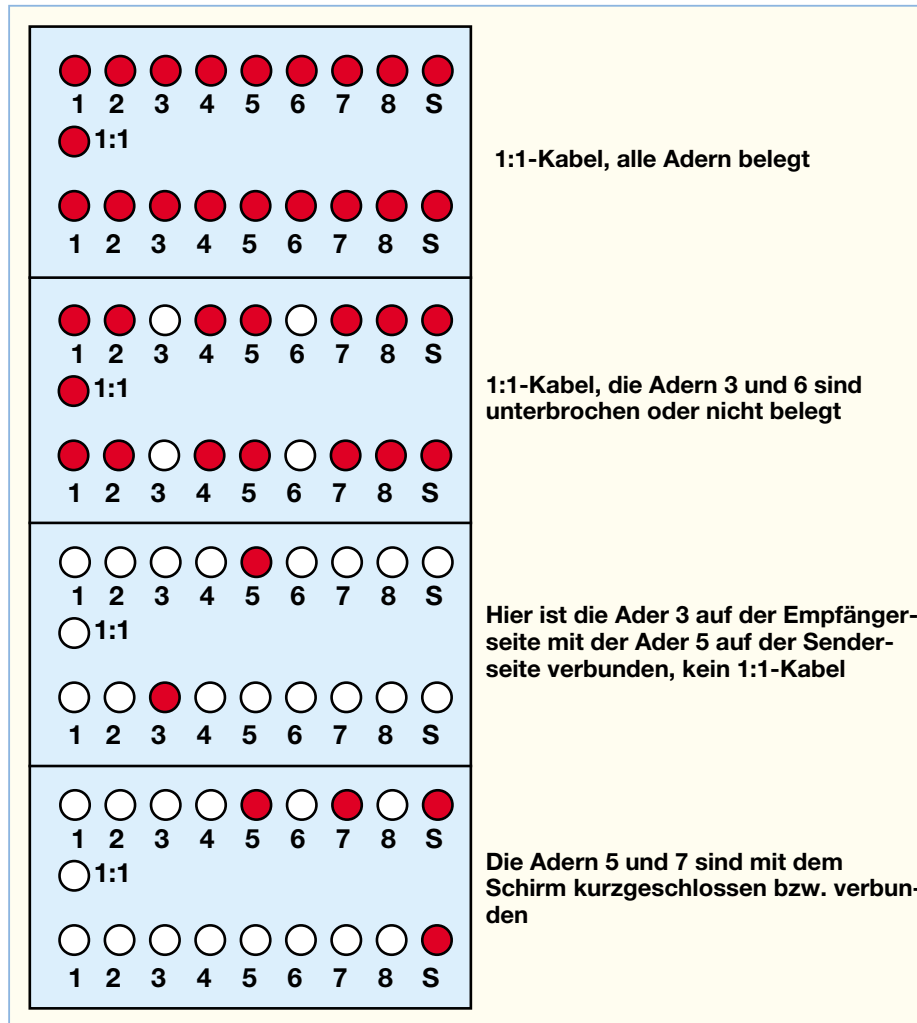 1 2 3 4 5 6 7 8 S
1:1
1 2 3 4 5 6 7 8 S
1:1-Kabel, alle Adern belegt
1 2 3 4 5 6 7 8 S
1:1
1 2 3 4 5 6 7 8 S
1:1-Kabel, die Adern 3 und 6 sind
unterbrochen oder nicht belegt
1 2 3 4 5 6 7 8 S
1:1
1 2 3 4 5 6 7 8 S
Hier ist die Ader 3 auf der Empfänger-
seite mit der Ader 5 auf der Sender-
seite verbunden, kein 1:1-Kabel
1 2 3 4 5 6 7 8 S
1:1
1 2 3 4 5 6 7 8 S
Die Adern 5 und 7 sind mit dem
Schirm kurzgeschlossen bzw. verbun-
den